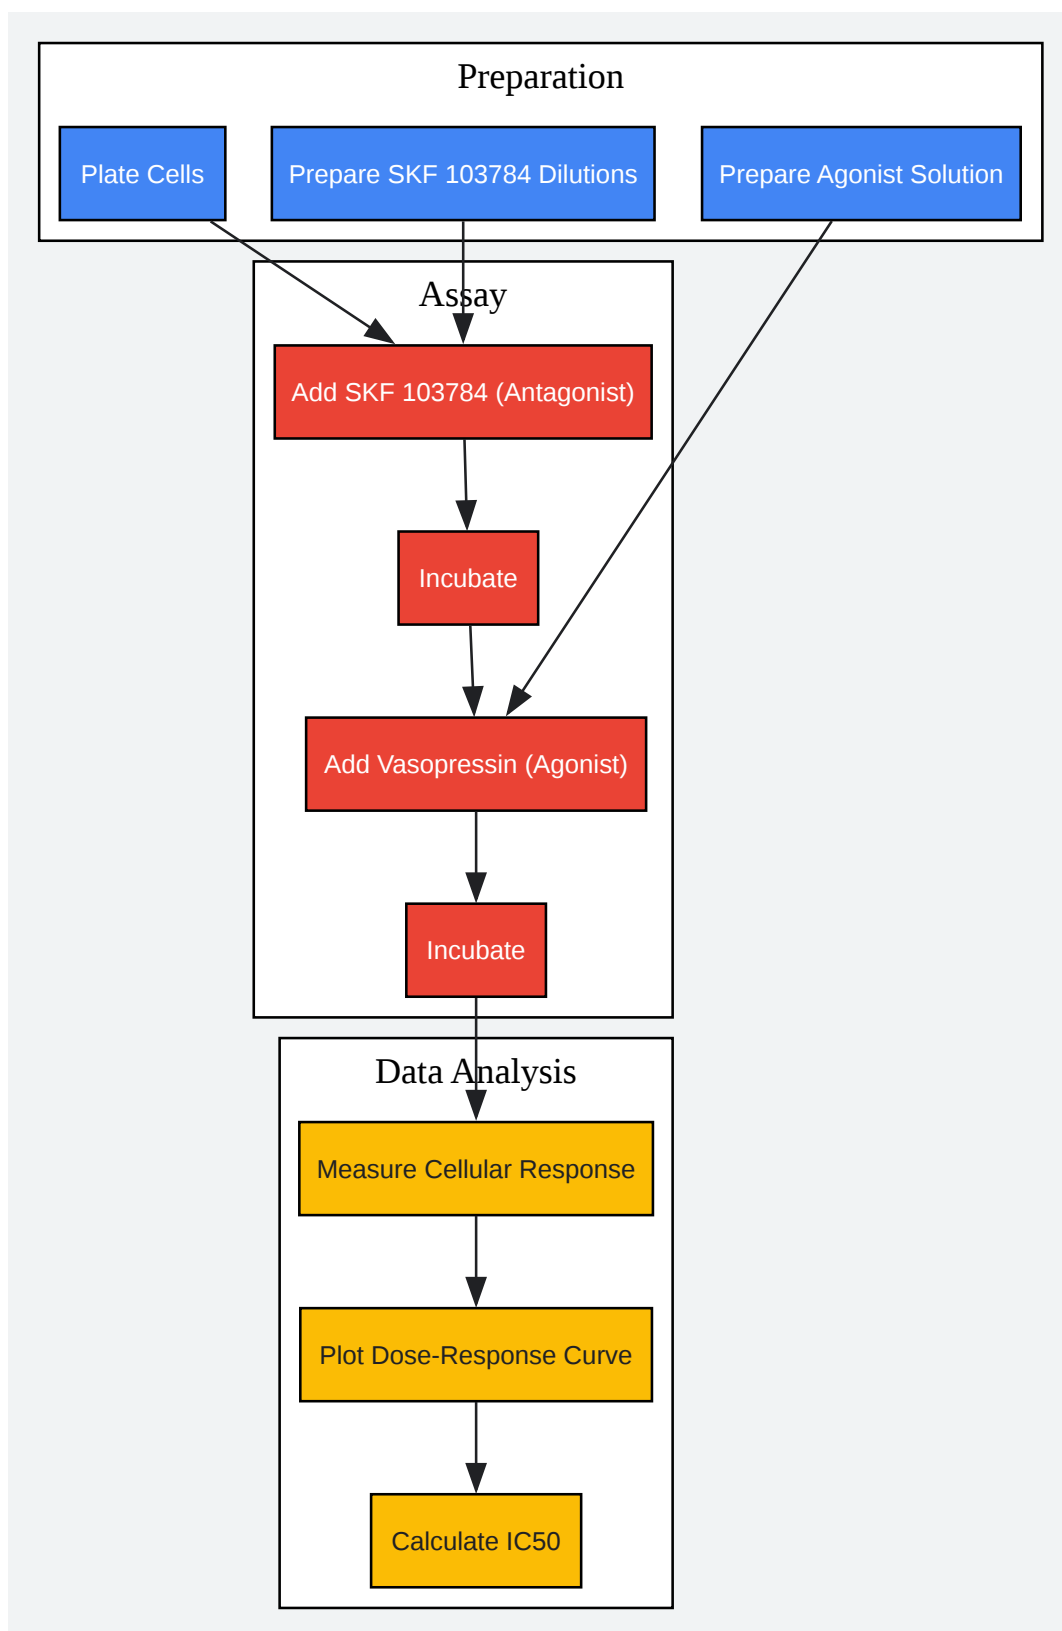 Preparation
Plate Cells
Prepare SKF 103784 Dilutions
Prepare Agonist Solution
Assay
Add SKF 103784 (Antagonist)
Incubate
Add Vasopressin (Agonist)
Incubate
Data Analysis
Measure Cellular Response
Plot Dose-Response Curve
Calculate IC50